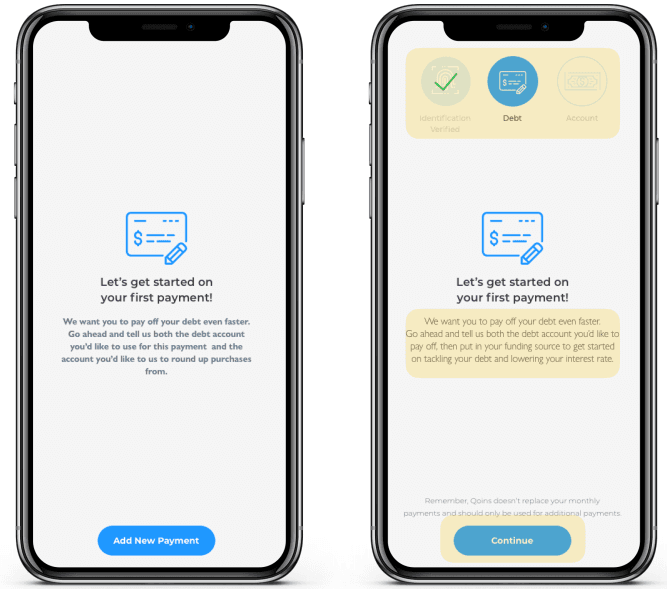 $
Let's get started on
your first payment!
We want you to pay off your debt even faster.
Go ahead and tell us both the debt account
you'd like to use for this payment and the
account you'd like to us to round up purchases
from.
Add New Payment
Identification
Verified
Debt
Account
$
Let's get started on
your first payment!
We want you to pay off your debt even faster.
Go ahead and tell us both the debt account you'd like to
pay off, then put in your funding source to get started
on tackling your debt and lowering your interest rate.
Remember, Qoins doesn't replace your monthly
payments and should only be used for additional payments
Continue